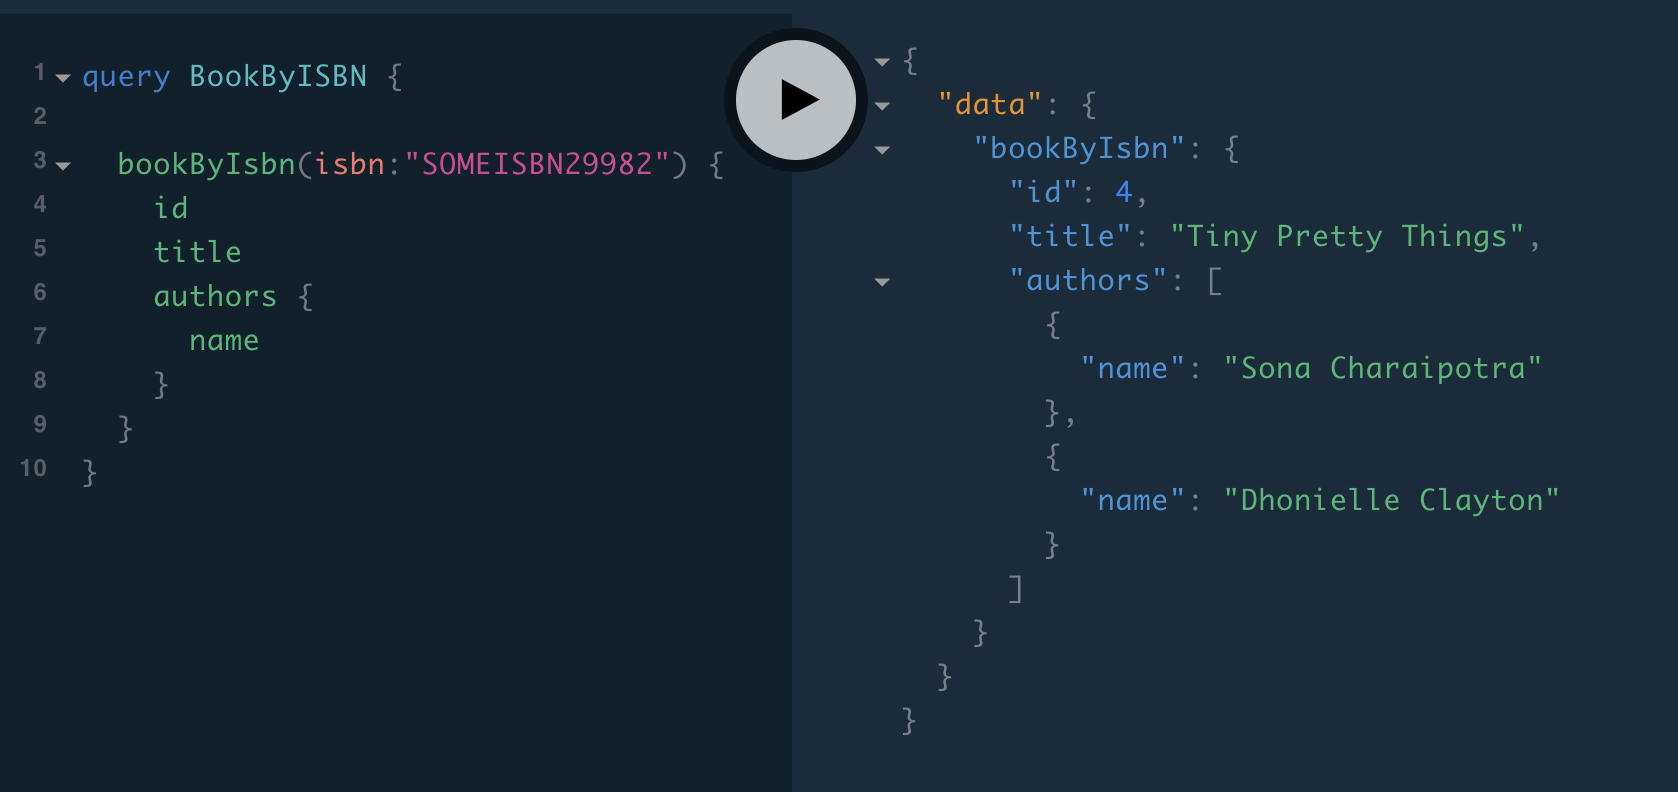 1 query BookByISBN {
2
3   bookByIsbn(isbn:"SOMEISBN29982") {
4     id
5     title
6     authors {
7       name
8     }
9   }
10 }
{
  "data": {
    "bookByIsbn": {
      "id": 4,
      "title": "Tiny Pretty Things",
      "authors": [
        {
          "name": "Sona Charaipotra"
        },
        {
          "name": "Dhonielle Clayton"
        }
      ]
    }
  }
}